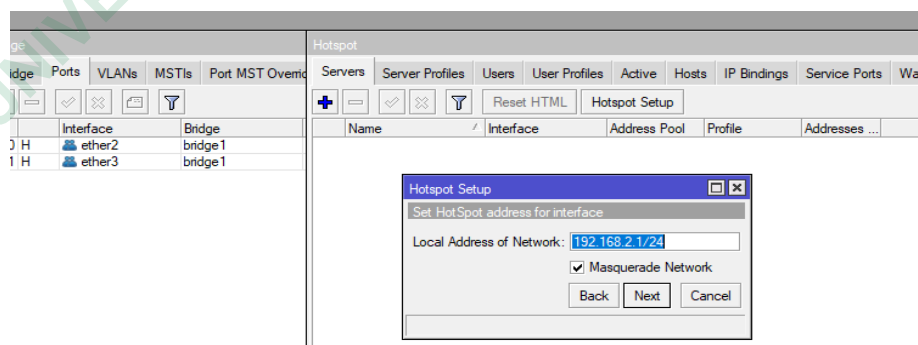 Hotspot
Ports VLANs MSTIs Port MST Overrid
Servers Server Profiles Users User Profiles Active Hosts IP Bindings Service Ports Wa
Reset HTML Hotspot Setup
Interface Bridge
Name Interface Address Pool Profile Addresses ...
0 H ether2 bridge1
1 H ether3 bridge1
Hotspot Setup
Set HotSpot address for interface
Local Address of Network: 192.168.2.1/24
Masquerade Network
Back Next Cancel